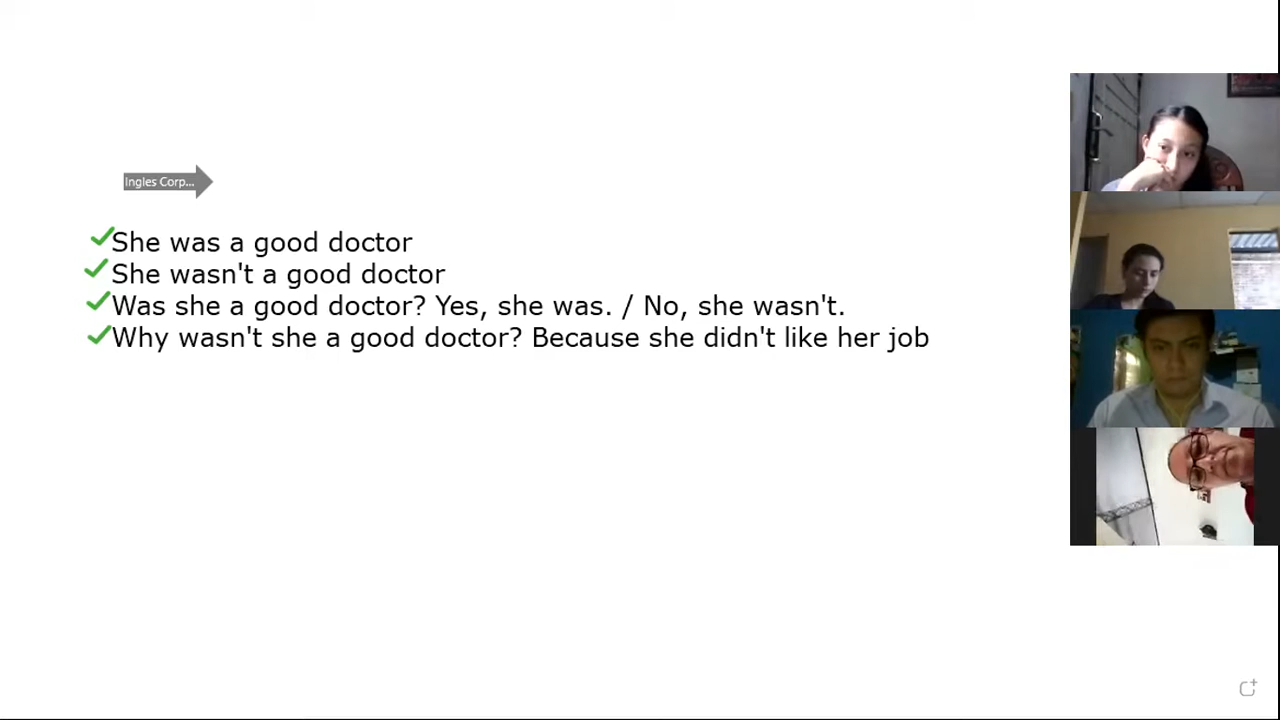 Ingles Corp...
She was a good doctor
She wasn't a good doctor
Was she a good doctor? Yes, she was. / No, she wasn't.
Why wasn't she a good doctor? Because she didn't like her job